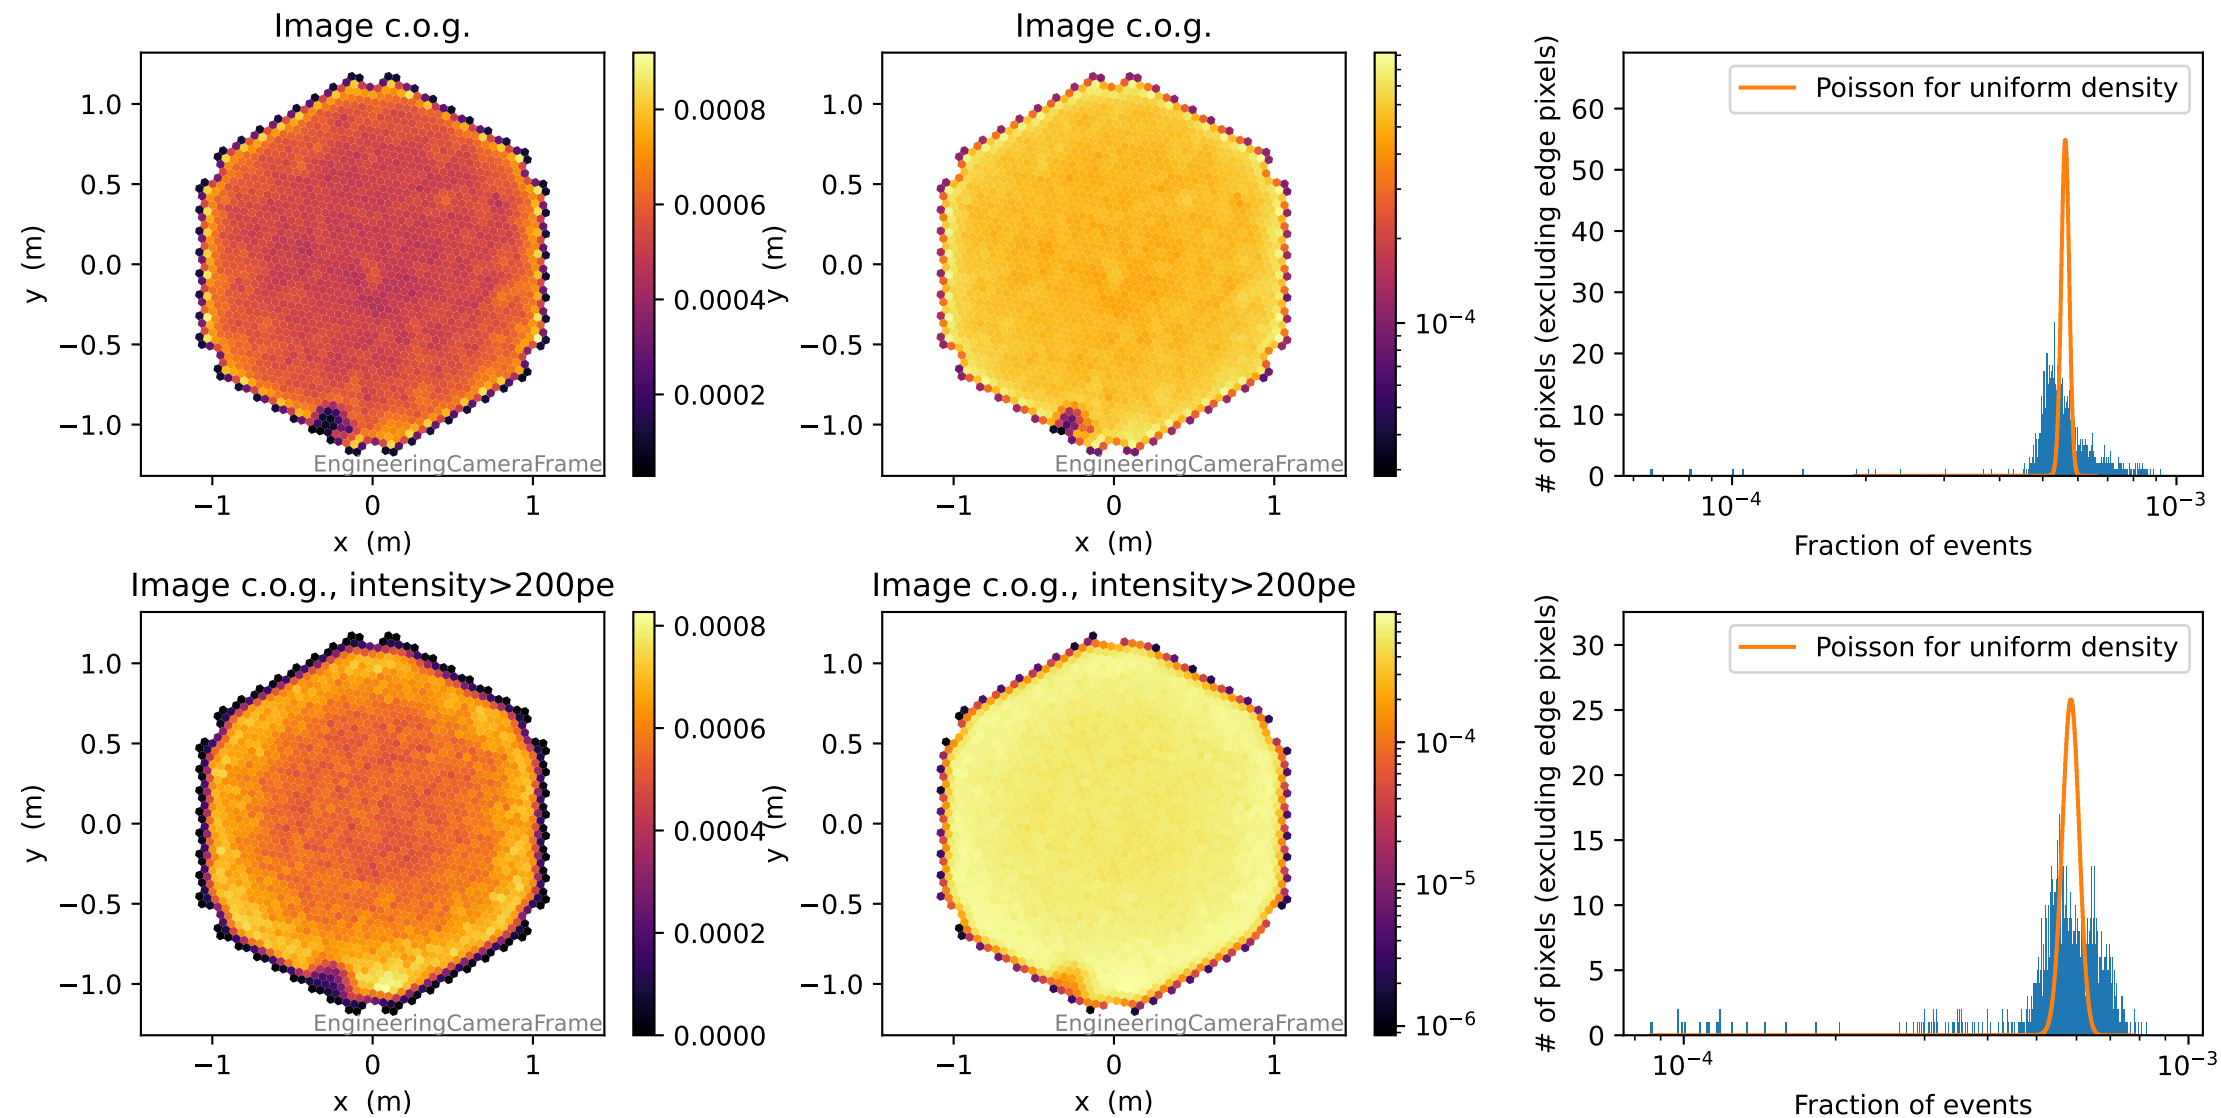 Image c.o.g.
y (m)
1.0
0.5
0.0
−0.5
−1.0
−1
0
1
x (m)
EngineeringCameraFrame
0.0008
0.0006
0.0004
0.0002
Image c.o.g.
y (m)
1.0
0.5
0.0
−0.5
−1.0
−1
0
1
x (m)
EngineeringCameraFrame
10⁻⁴
# of pixels (excluding edge pixels)
60
50
40
30
20
10
0
Poisson for uniform density
10⁻⁴
10⁻³
Fraction of events
Image c.o.g., intensity>200pe
y (m)
1.0
0.5
0.0
−0.5
−1.0
−1
0
1
x (m)
EngineeringCameraFrame
0.0008
0.0006
0.0004
0.0002
0.0000
Image c.o.g., intensity>200pe
y (m)
1.0
0.5
0.0
−0.5
−1.0
−1
0
1
x (m)
EngineeringCameraFrame
10⁻⁴
10⁻⁵
10⁻⁶
# of pixels (excluding edge pixels)
30
25
20
15
10
5
0
Poisson for uniform density
10⁻⁴
10⁻³
Fraction of events